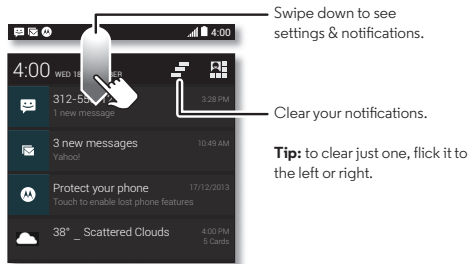 Swipe down to see
settings & notifications.
4:00
4:00 WED 18
3:28 PM
1 new message
Clear your notifications.
3 new messages 10:49 AM
Yahoo!
Tip: to clear just one, flick it to
the left or right.
Protect your phone 17/12/2013
Touch to enable lost phone features
38° _ Scattered Clouds 4:00 PM
5 Cards